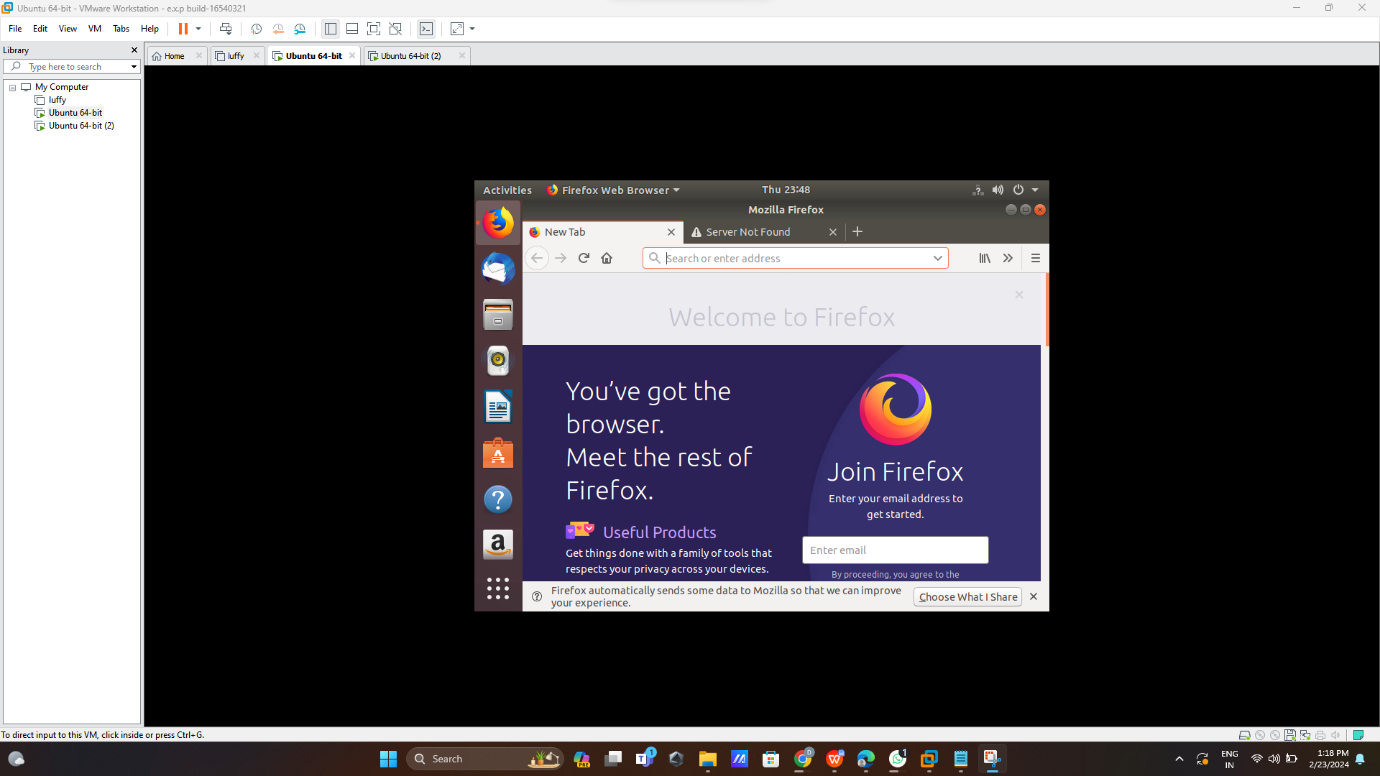 Ubuntu 64-bit - VMware Workstation - e.x.p build-16540321
File Edit View VM Tabs Help
Library
Type here to search
My Computer
luffy
Ubuntu 64-bit
Ubuntu 64-bit (2)
Home
luffy
Ubuntu 64-bit
Ubuntu 64-bit (2)
Activities
Firefox Web Browser
Thu 23:48
Mozilla Firefox
New Tab
Server Not Found
Search or enter address
Welcome to Firefox
You’ve got the
browser.
Meet the rest of
Firefox.
Useful Products
Get things done with a family of tools that
respects your privacy across your devices.
Join Firefox
Enter your email address to
get started.
Enter email
By proceeding, you agree to the
Firefox automatically sends some data to Mozilla so that we can improve
your experience.
Choose What I Share
To direct input to this VM, click inside or press Ctrl+G.
Search
ENG
IN
1:18 PM
2/23/2024